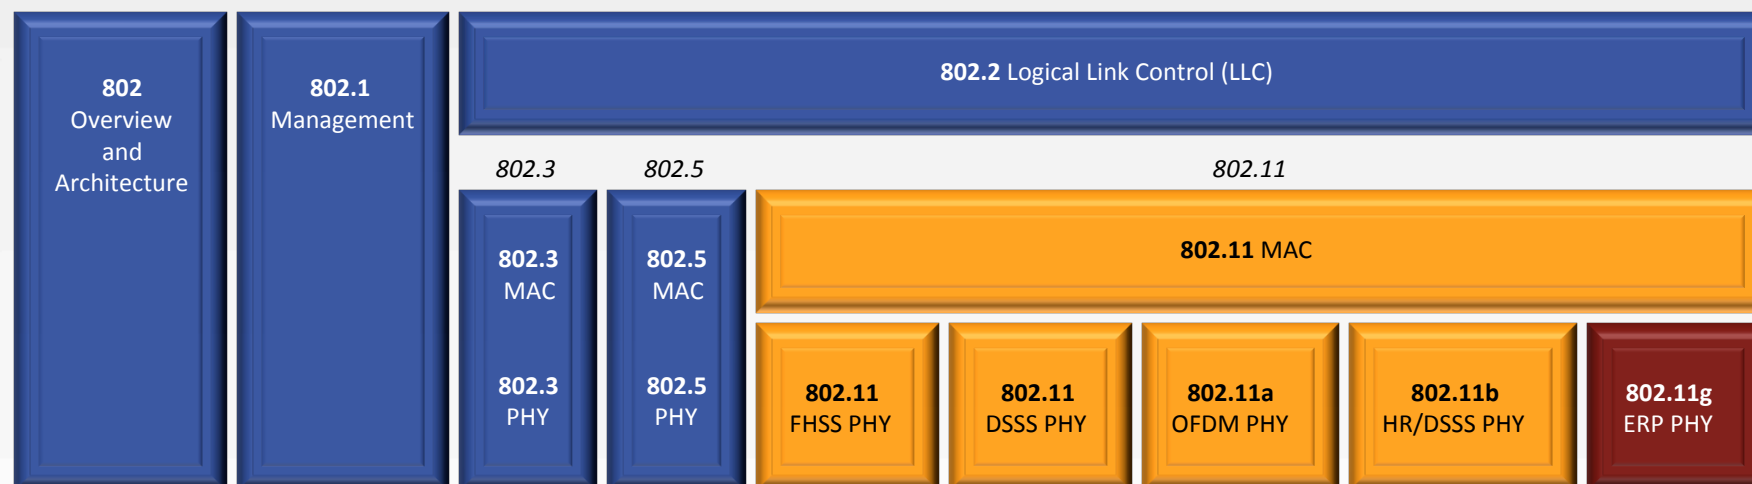 802
Overview
and
Architecture
802.1
Management
802.2 Logical Link Control (LLC)
802.3
802.5
802.11
802.3
MAC
802.3
PHY
802.5
MAC
802.5
PHY
802.11 MAC
802.11
FHSS PHY
802.11
DSSS PHY
802.11a
OFDM PHY
802.11b
HR/DSSS PHY
802.11g
ERP PHY